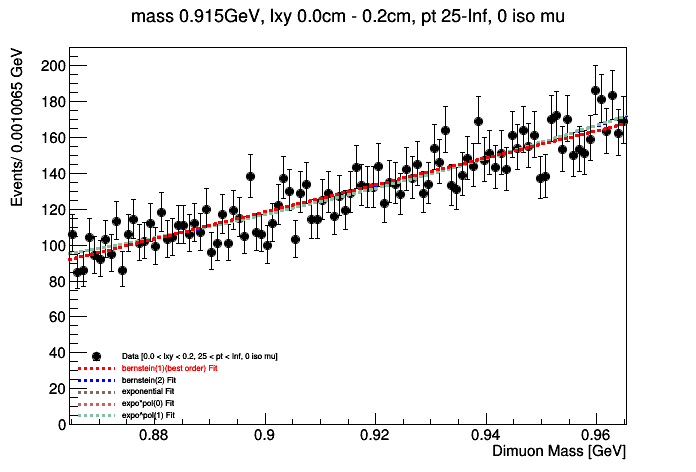 mass 0.915GeV, lxy 0.0cm - 0.2cm, pt 25-Inf, 0 iso mu
Events/ 0.0010065 GeV
200
180
160
140
120
100
80
60
40
20
0
Data [0.0 < lxy < 0.2, 25 < pt < Inf, 0 iso mu]
bernstein(1)(best order) Fit
bernstein(2) Fit
exponential Fit
expo*pol(0) Fit
expo*pol(1) Fit
0.88 0.9 0.92 0.94 0.96
Dimuon Mass [GeV]